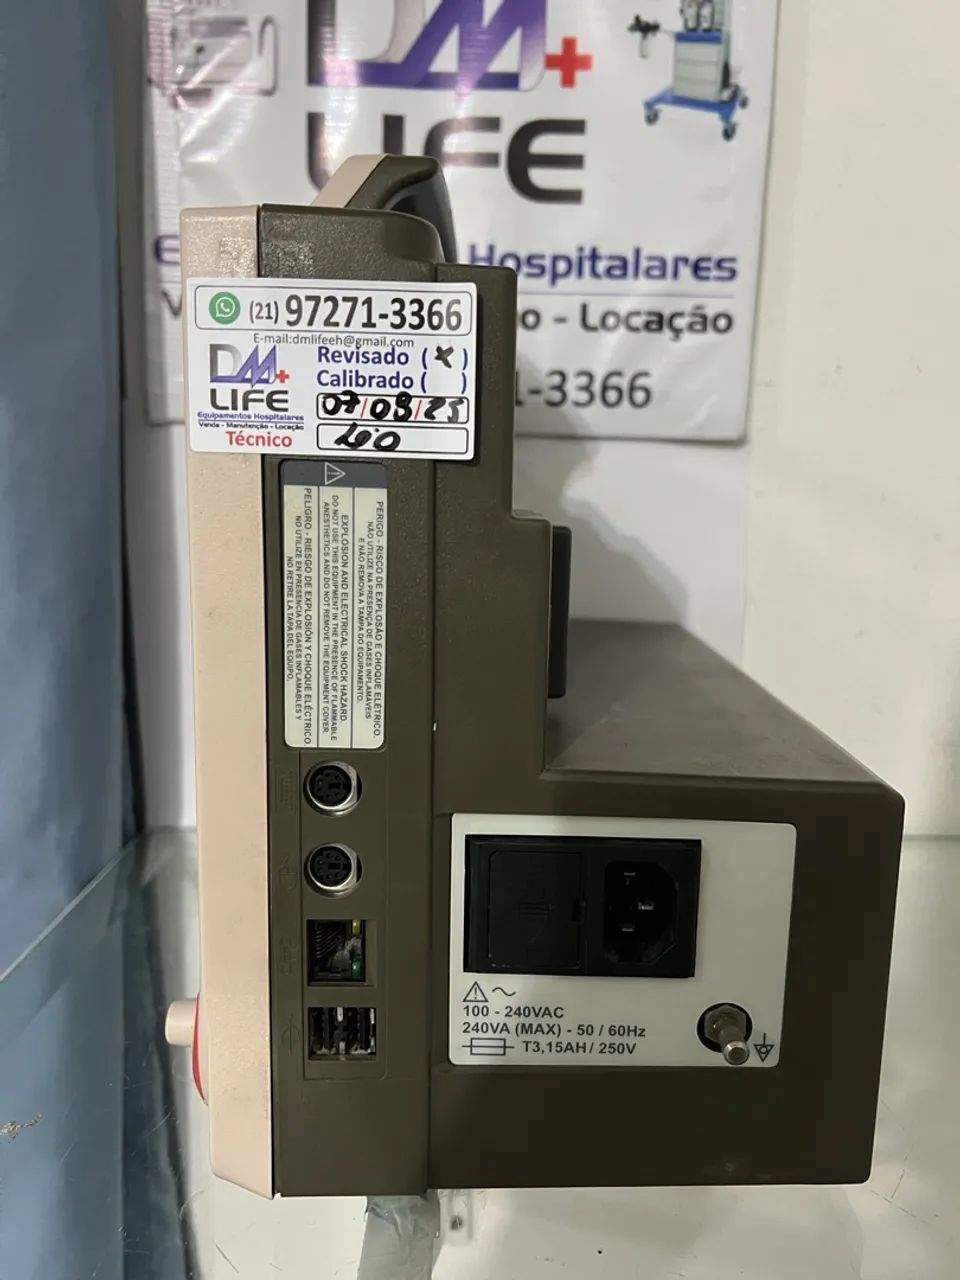 DM+
LIFE
Hospitalares
o - Locação
1-3366
(21) 97271-3366
E-mail:dmlifeeh@gmail.com
DM+
LIFE
Equipamentos Hospitalares
Venda - Manutenção - Locação
Técnico
Revisado (x)
Calibrado ( )
07/08/25
PERIGO - RISCO DE EXPLOSÃO E CHOQUE ELÉTRICO.
NÃO UTILIZE NA PRESENÇA DE GASES INFLAMÁVEIS
E NÃO REMOVA A TAMPA DO EQUIPAMENTO.
EXPLOSION AND ELECTRICAL SHOCK HAZARD.
DO NOT USE THIS EQUIPMENT IN THE PRESENCE OF FLAMMABLE
ANESTHETICS AND DO NOT REMOVE THE EQUIPMENT COVER.
PELIGRO - RIESGO DE EXPLOSIÓN Y CHOQUE ELÉCTRICO.
NO UTILIZE EN PRESENCIA DE GASES INFLAMABLES Y
NO RETIRE LA TAPA DEL EQUIPO.
100 - 240VAC
240VA (MAX) - 50 / 60Hz
T3,15AH / 250V